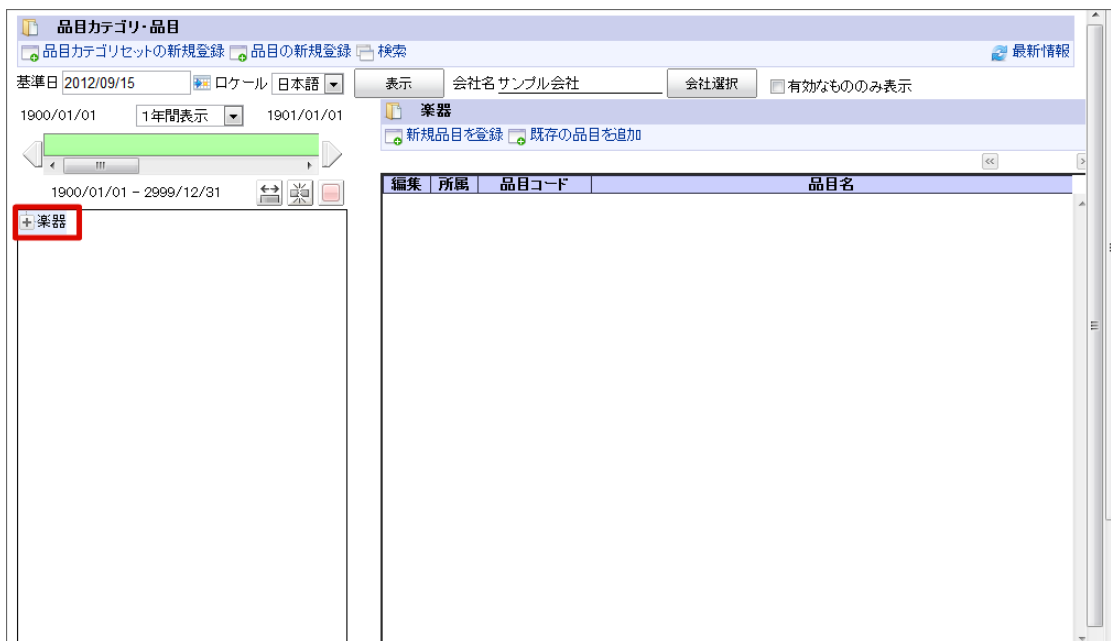 品目カテゴリ・品目
品目カテゴリセットの新規登録 品目の新規登録 検索 最新情報
基準日 2012/09/15 ロケール 日本語 表示 会社名 サンプル会社 会社選択 有効なもののみ表示
1900/01/01 1年間表示 1901/01/01
楽器
新規品目を登録 既存の品目を追加
1900/01/01 - 2999/12/31
編集 所属 品目コード 品目名
楽器